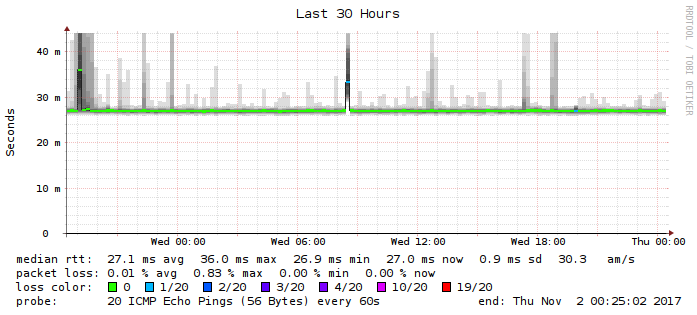 Last 30 Hours
RRDTOOL / TOBI OETIKER
Seconds
40 m
30 m
20 m
10 m
0
Wed 00:00 Wed 06:00 Wed 12:00 Wed 18:00 Thu 00:00
median rtt: 27.1 ms avg 36.0 ms max 26.9 ms min 27.0 ms now 0.9 ms sd 30.3 am/s
packet loss: 0.01 % avg 0.83 % max 0.00 % min 0.00 % now
loss color: 0 1/20 2/20 3/20 4/20 10/20 19/20
probe: 20 ICMP Echo Pings (56 Bytes) every 60s end: Thu Nov 2 00:25:02 2017